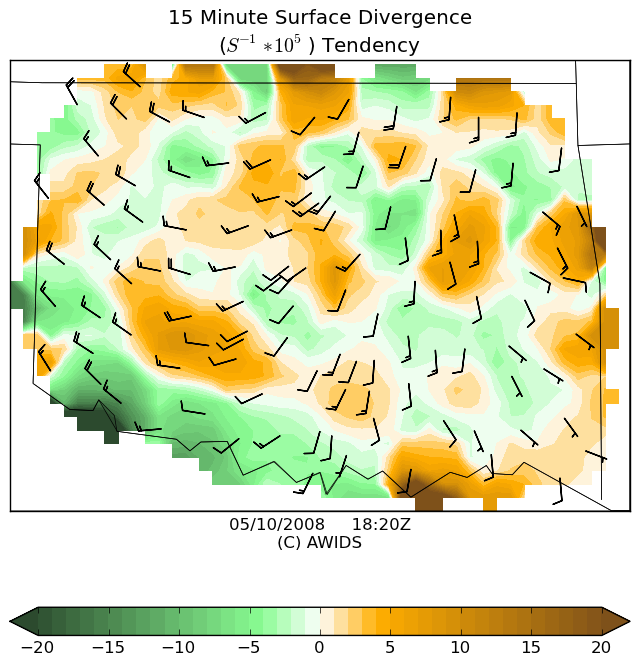 15 Minute Surface Divergence
(S⁻¹ * 10⁵ ) Tendency
05/10/2008 18:20Z
(C) AWIDS
−20 −15 −10 −5 0 5 10 15 20